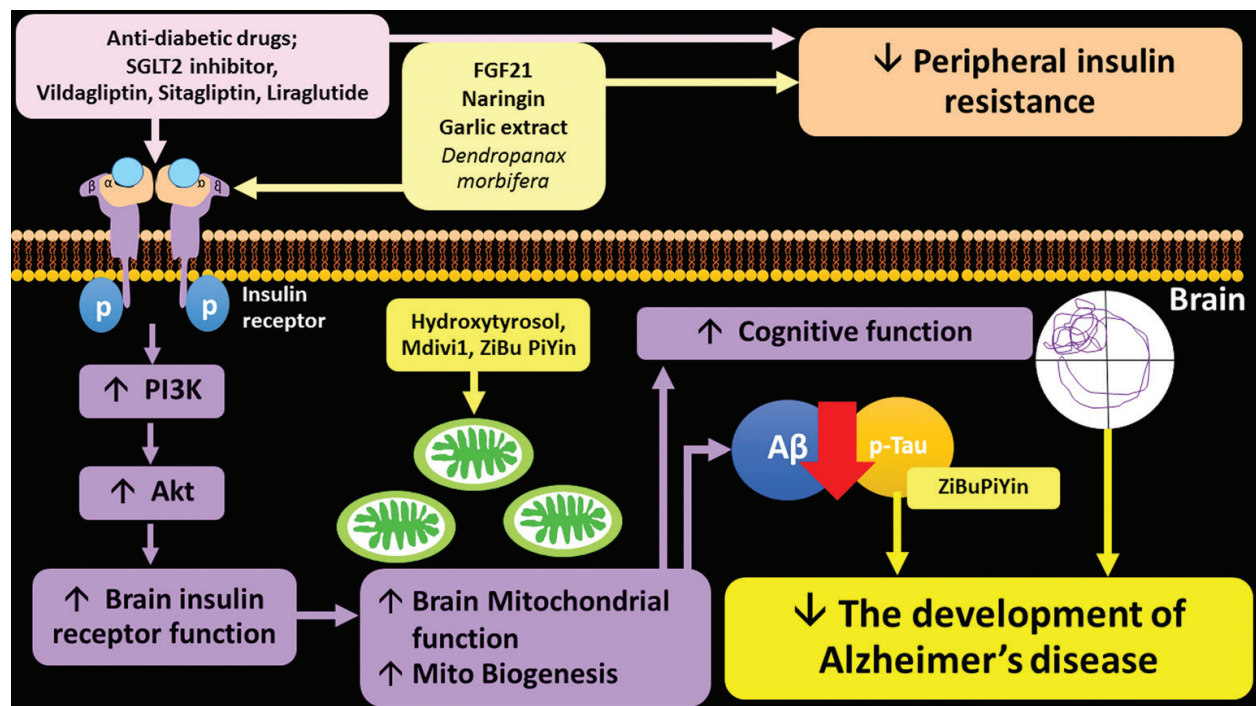 Anti-diabetic drugs;
SGLT2 inhibitor,
Vildagliptin, Sitagliptin, Liraglutide
FGF21
Naringin
Garlic extract
Dendropanax
morbifera
↓ Peripheral insulin
resistance
β α α β
p p
Insulin
receptor
Brain
Hydroxytyrosol,
Mdivi1, ZiBu PiYin
↑ Cognitive function
↑ PI3K
↑ Akt
Aβ p-Tau
ZiBuPiYin
↑ Brain insulin
receptor function
↑ Brain Mitochondrial
function
↑ Mito Biogenesis
↓ The development of
Alzheimer's disease